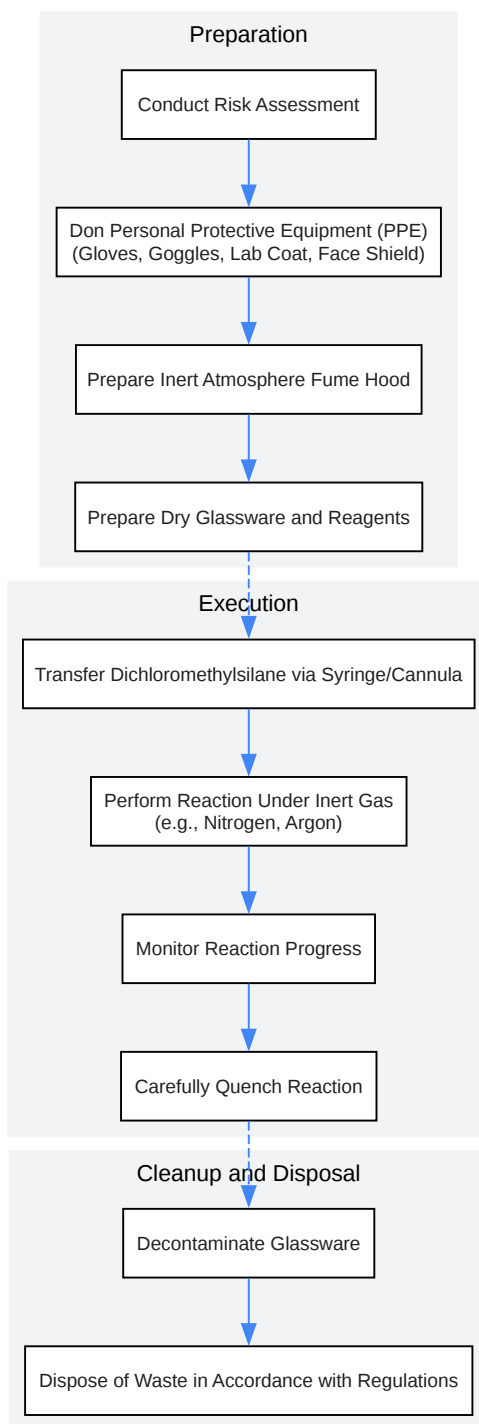 Preparation
Conduct Risk Assessment
Don Personal Protective Equipment (PPE)
(Gloves, Goggles, Lab Coat, Face Shield)
Prepare Inert Atmosphere Fume Hood
Prepare Dry Glassware and Reagents
Execution
Transfer Dichloromethylsilane via Syringe/Cannula
Perform Reaction Under Inert Gas
(e.g., Nitrogen, Argon)
Monitor Reaction Progress
Carefully Quench Reaction
Cleanup and Disposal
Decontaminate Glassware
Dispose of Waste in Accordance with Regulations